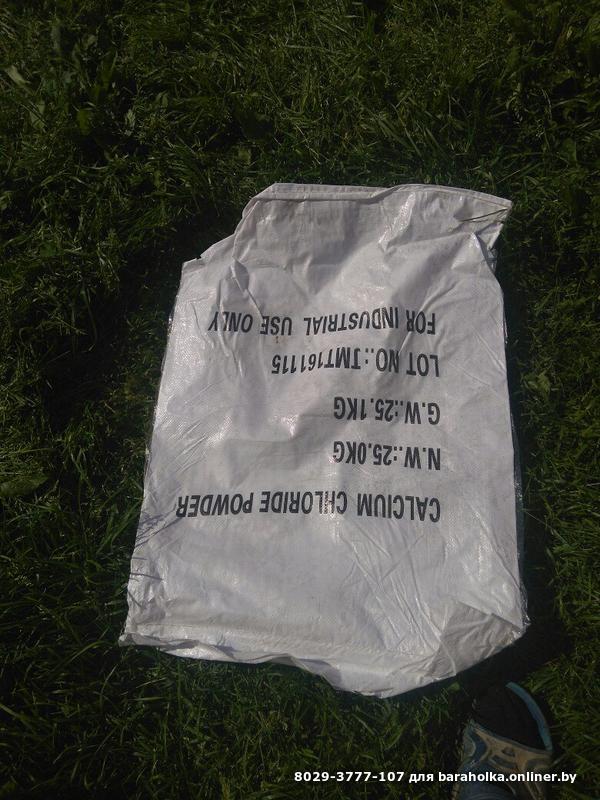 CALCIUM CHLORIDE POWDER
N.W.:25.0KG
G.W.:25.1KG
LOT NO.:JMT161115
FOR INDUSTRIAL USE ONLY
8029-3777-107 для baraholka.onliner.by